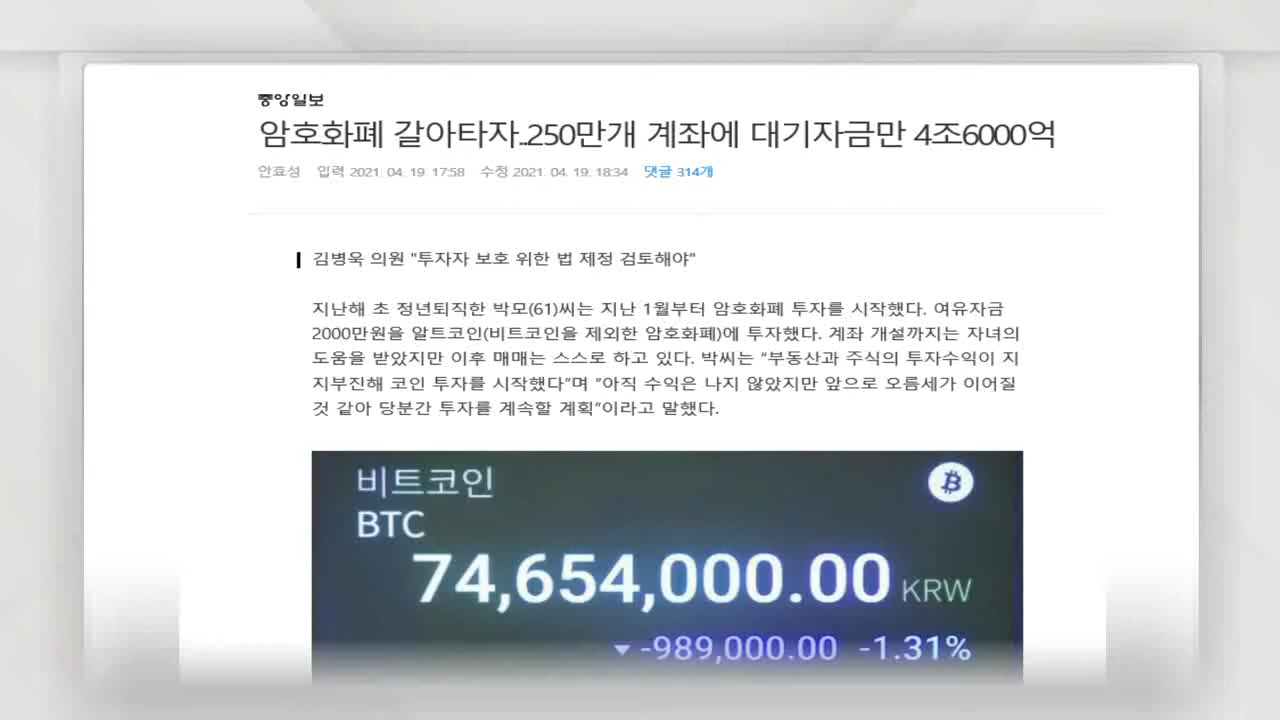 중앙일보
암호화폐 갈아타자..250만개 계좌에 대기자금만 4조6000억
안효성 입력 2021. 04. 19. 17:58 수정 2021. 04. 19. 18:34 댓글 314개
김병욱 의원 "투자자 보호 위한 법 제정 검토해야"
지난해 초 정년퇴직한 박모(61)씨는 지난 1월부터 암호화폐 투자를 시작했다. 여유자금
2000만원을 알트코인(비트코인을 제외한 암호화폐)에 투자했다. 계좌 개설까지는 자녀의
도움을 받았지만 이후 매매는 스스로 하고 있다. 박씨는 “부동산과 주식의 투자수익이 지
지부진해 코인 투자를 시작했다”며 ”아직 수익은 나지 않았지만 앞으로 오름세가 이어질
것 같아 당분간 투자를 계속할 계획“이라고 말했다.
비트코인
BTC
74,654,000.00 KRW
▼ -989,000.00 -1.31%